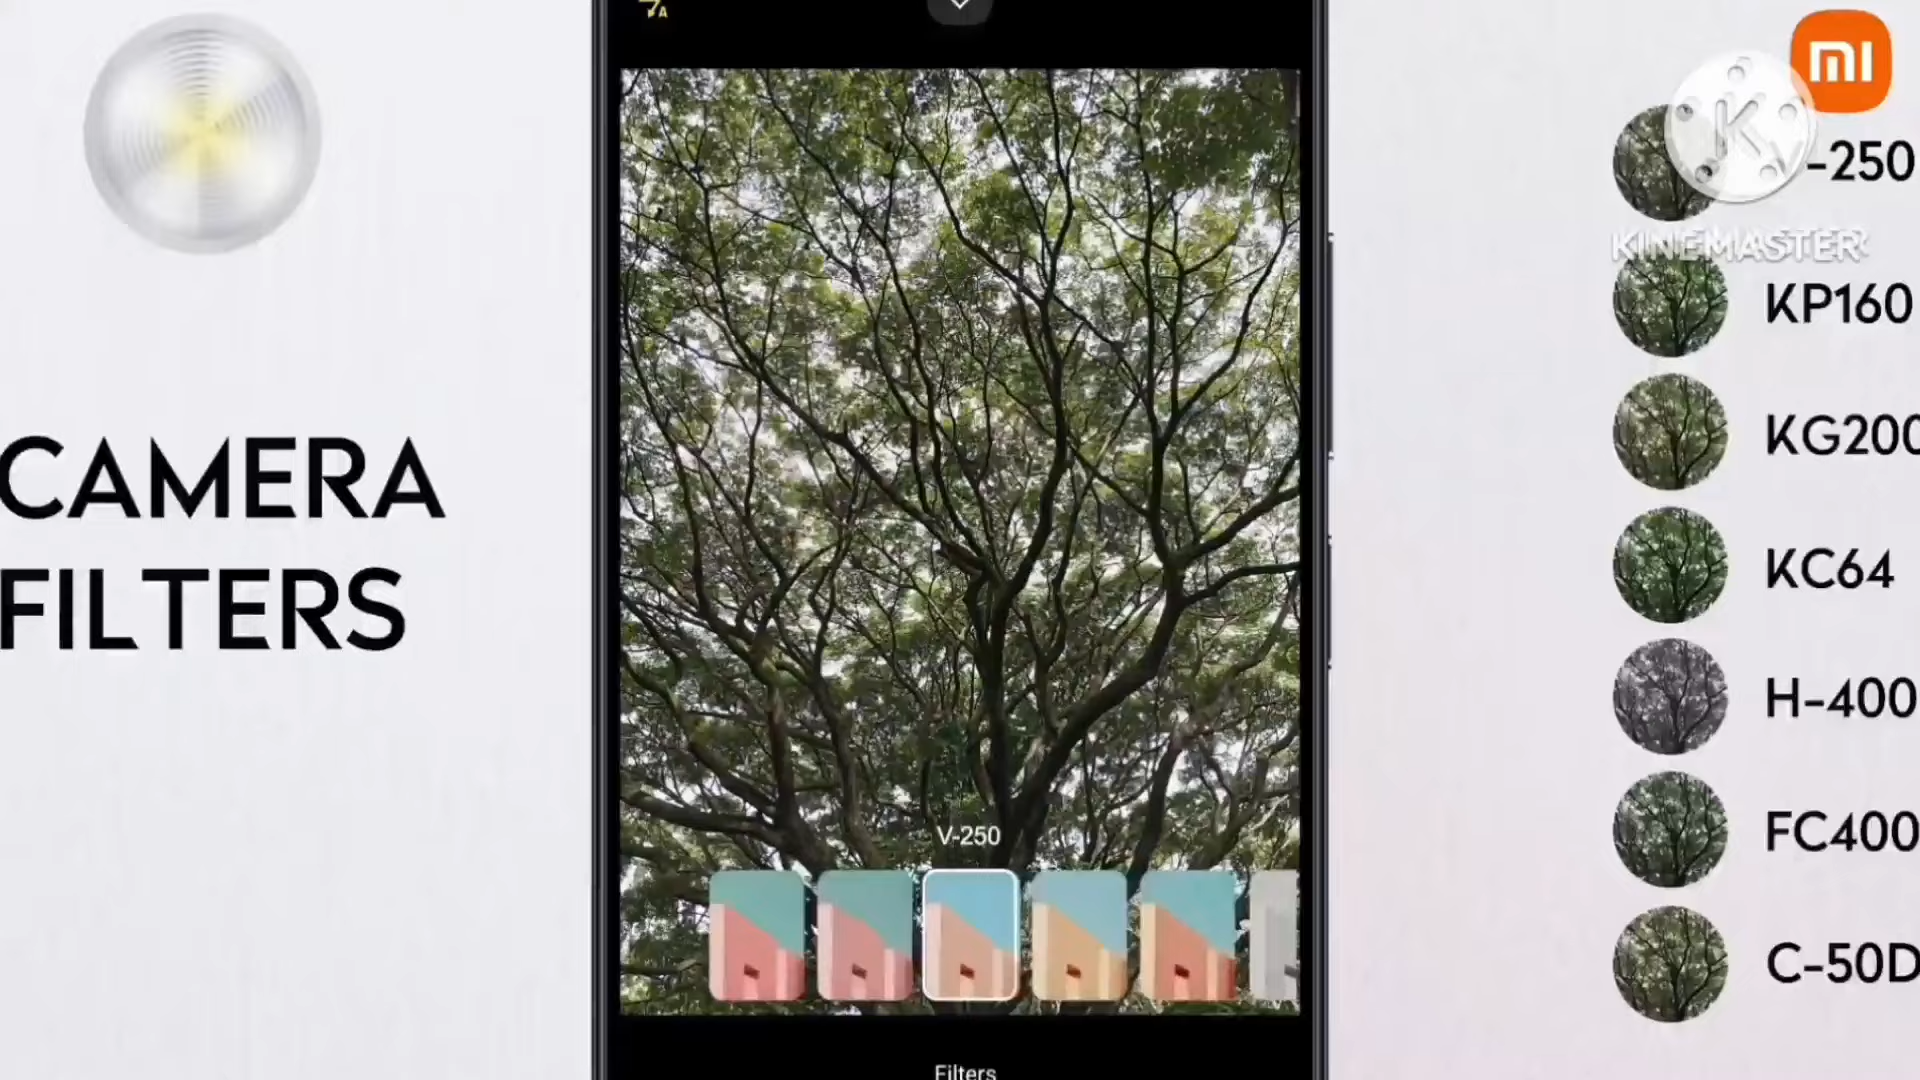 CAMERA
FILTERS
A
V-250
Filters
mi
K
V-250
KINEMASTER
KP160
KG200
KC64
H-400
FC400
C-50D